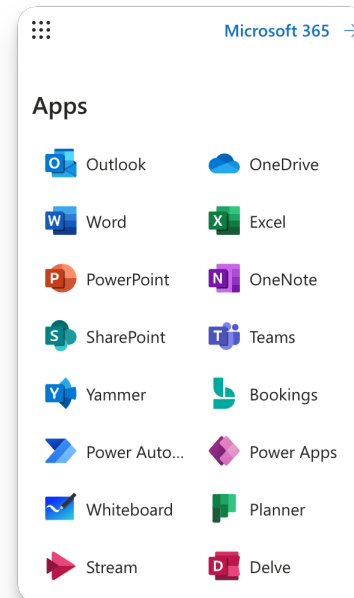 Microsoft 365 →
Apps
Outlook OneDrive
Word Excel
PowerPoint OneNote
SharePoint Teams
Yammer Bookings
Power Auto... Power Apps
Whiteboard Planner
Stream Delve